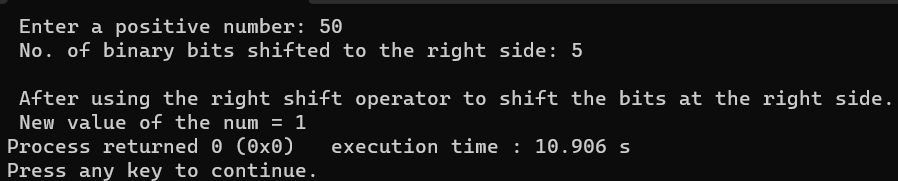 Enter a positive number: 50
No. of binary bits shifted to the right side: 5
After using the right shift operator to shift the bits at the right side.
New value of the num = 1
Process returned 0 (0x0)   execution time : 10.906 s
Press any key to continue.